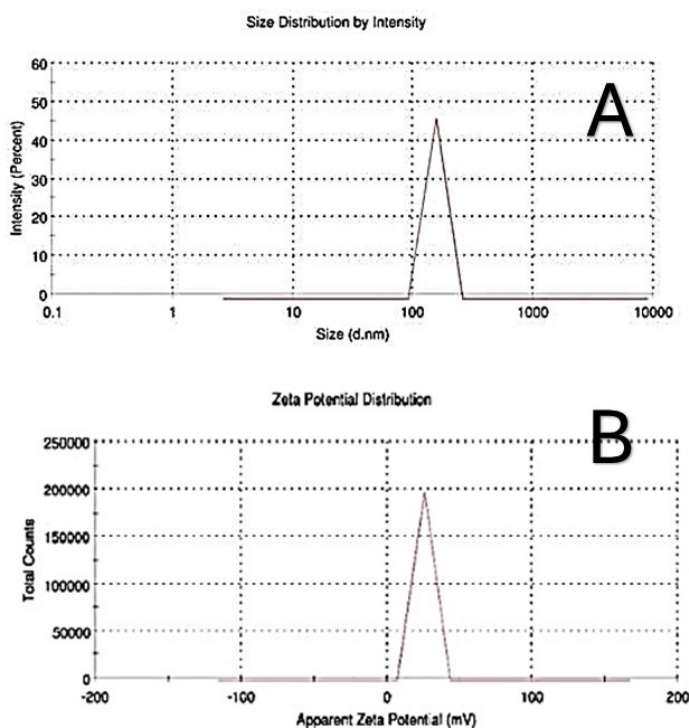 Size Distribution by Intensity
A
60
50
40
30
20
10
0
Intensity (Percent)
0.1 1 10 100 1000 10000
Size (d.nm)
Zeta Potential Distribution
B
250000
200000
150000
100000
50000
0
Total Counts
-200 -100 0 100 200
Apparent Zeta Potential (mV)